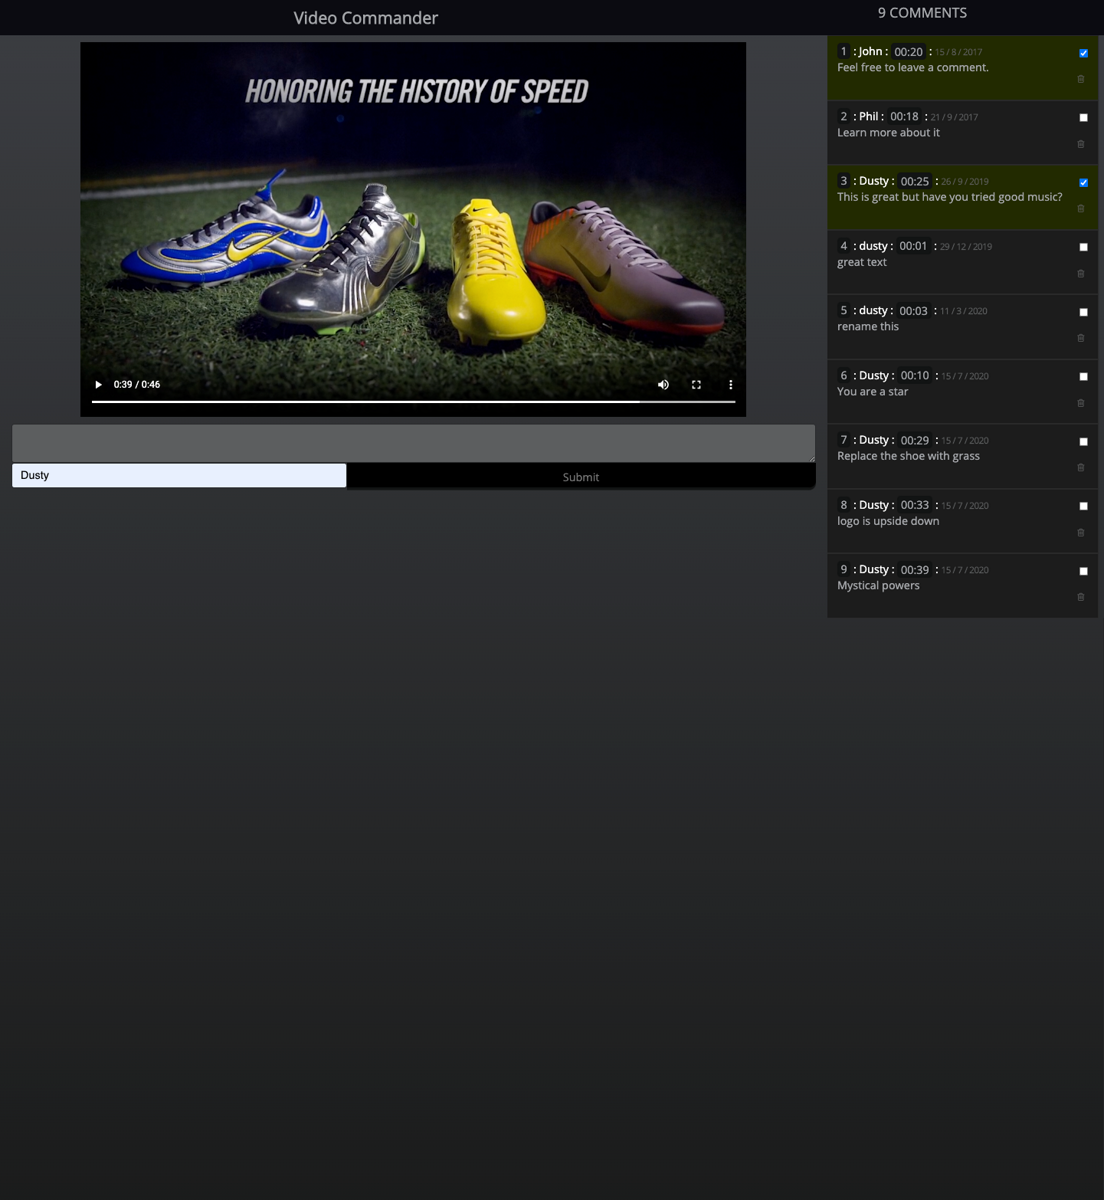 Video Commander
9 COMMENTS
HONORING THE HISTORY OF SPEED
0:39 / 0:46
Dusty
Submit
1 : John : 00:20 : 15 / 8 / 2017
Feel free to leave a comment.
2 : Phil : 00:18 : 21 / 9 / 2017
Learn more about it
3 : Dusty : 00:25 : 26 / 9 / 2019
This is great but have you tried good music?
4 : dusty : 00:01 : 29 / 12 / 2019
great text
5 : dusty : 00:03 : 11 / 3 / 2020
rename this
6 : Dusty : 00:10 : 15 / 7 / 2020
You are a star
7 : Dusty : 00:29 : 15 / 7 / 2020
Replace the shoe with grass
8 : Dusty : 00:33 : 15 / 7 / 2020
logo is upside down
9 : Dusty : 00:39 : 15 / 7 / 2020
Mystical powers